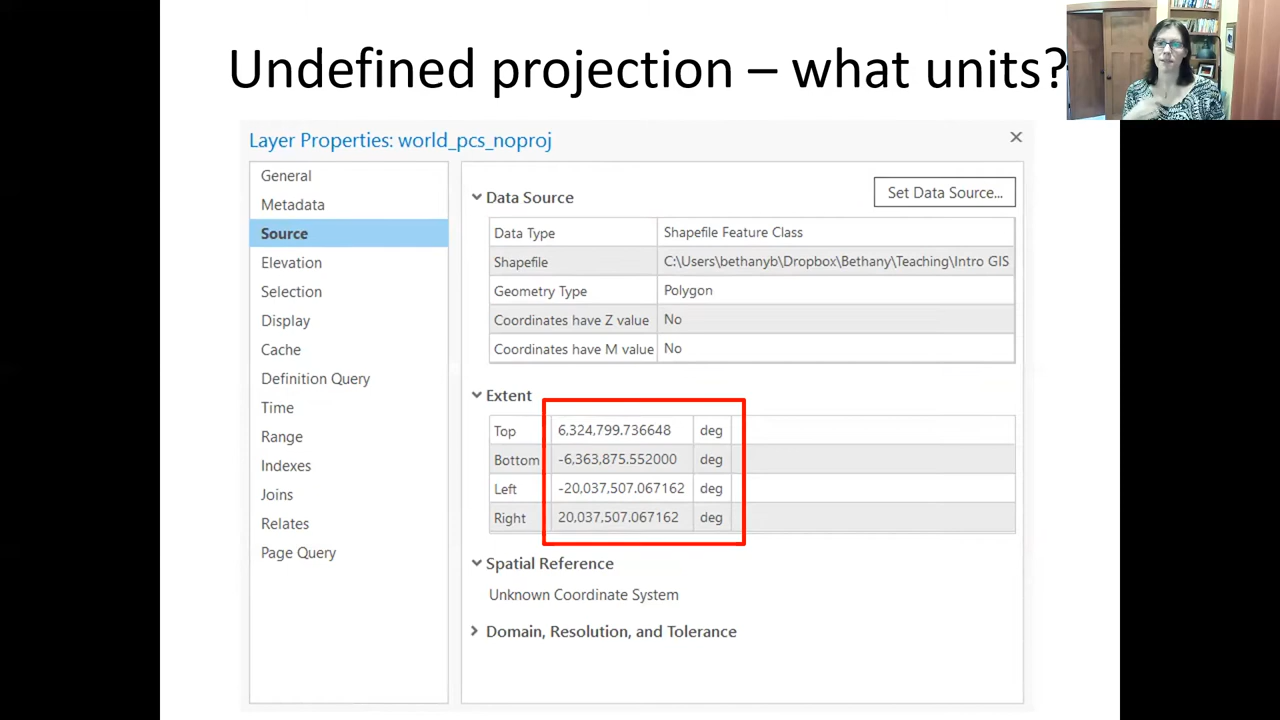 Undefined projection – what units?
Layer Properties: world_pcs_noproj
General
Metadata
Source
Elevation
Selection
Display
Cache
Definition Query
Time
Range
Indexes
Joins
Relates
Page Query
Data Source
Set Data Source...
Data Type Shapefile Feature Class
Shapefile C:\Users\bethanyb\Dropbox\Bethany\Teaching\Intro GIS
Geometry Type Polygon
Coordinates have Z value No
Coordinates have M value No
Extent
Top 6,324,799.736648 deg
Bottom -6,363,875.552000 deg
Left -20,037,507.067162 deg
Right 20,037,507.067162 deg
Spatial Reference
Unknown Coordinate System
Domain, Resolution, and Tolerance